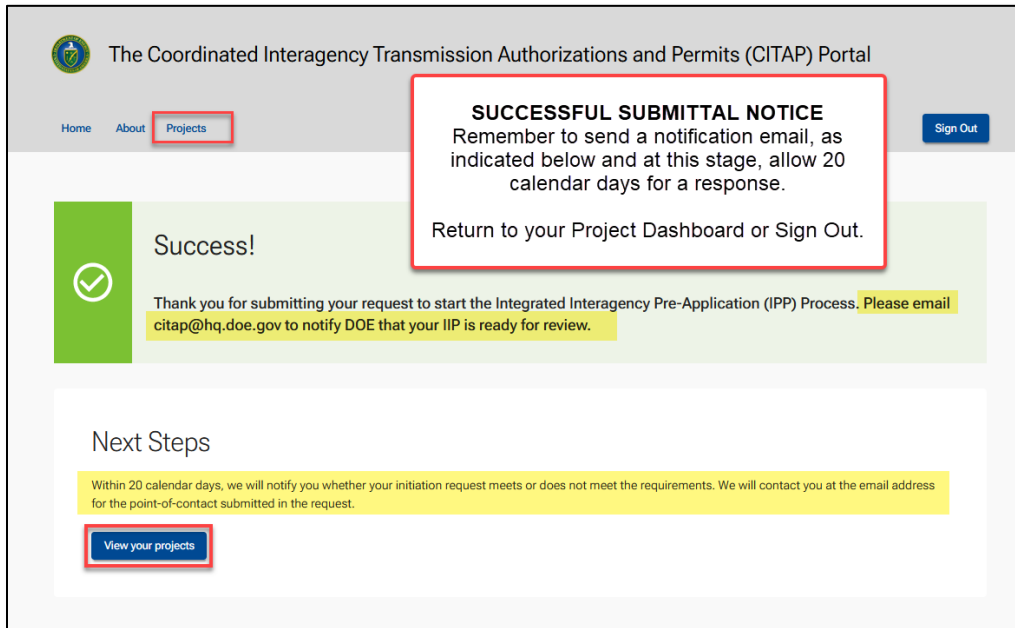 The Coordinated Interagency Transmission Authorizations and Permits (CITAP) Portal
Home About Projects
Sign Out
SUCCESSFUL SUBMITTAL NOTICE
Remember to send a notification email, as
indicated below and at this stage, allow 20
calendar days for a response.
Return to your Project Dashboard or Sign Out.
Success!
Thank you for submitting your request to start the Integrated Interagency Pre-Application (IPP) Process. Please email
citap@hq.doe.gov to notify DOE that your IIP is ready for review.
Next Steps
Within 20 calendar days, we will notify you whether your initiation request meets or does not meet the requirements. We will contact you at the email address
for the point-of-contact submitted in the request.
View your projects